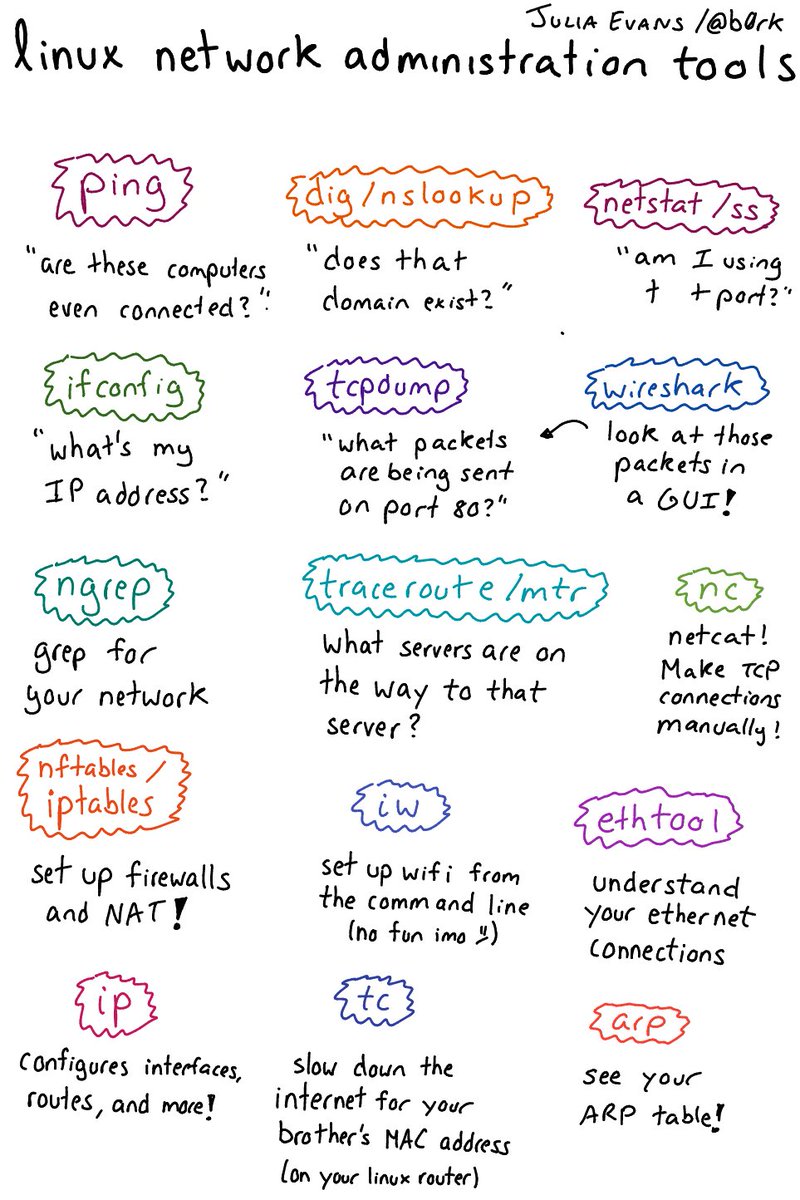 JULIA EVANS /@b0rk
linux network administration tools
ping
"are these computers
even connected?"
dig/nslookup
"does that
domain exist?"
netstat/ss
"am I using
t t port?"
ifconfig
"what's my
IP address?"
tcpdump
"what packets
are being sent
on port 80?"
wireshark
look at those
packets in
a GUI!
ngrep
grep for
your network
traceroute/mtr
What servers are on
the way to that
server?
nc
netcat!
Make TCP
connections
manually!
nftables/
iptables
set up firewalls
and NAT!
iw
set up wifi from
the command line
(no fun imo )
ethtool
understand
your ethernet
connections
ip
configures interfaces,
routes, and more!
tc
slow down the
internet for your
brother's MAC address
(on your linux router)
arp
see your
ARP table!